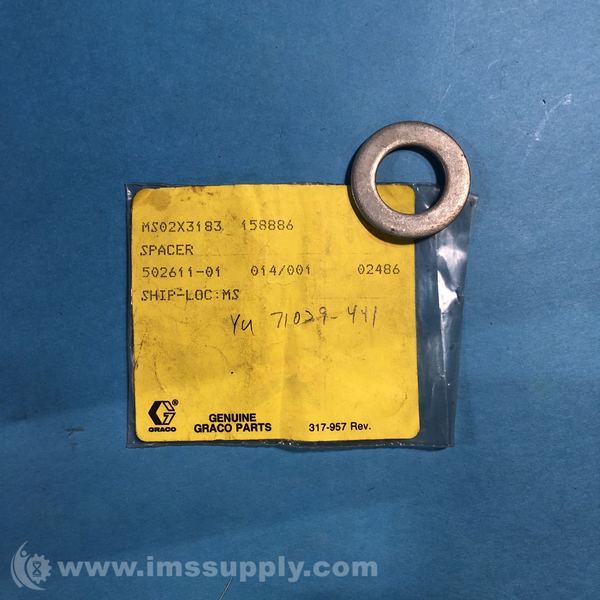 MS02X3183 158886
SPACER
502611-01 014/001 02486
SHIP-LOC:MS
YU 71029-441
GRACO
GENUINE
GRACO PARTS
317-957 Rev.
www.imssupply.com